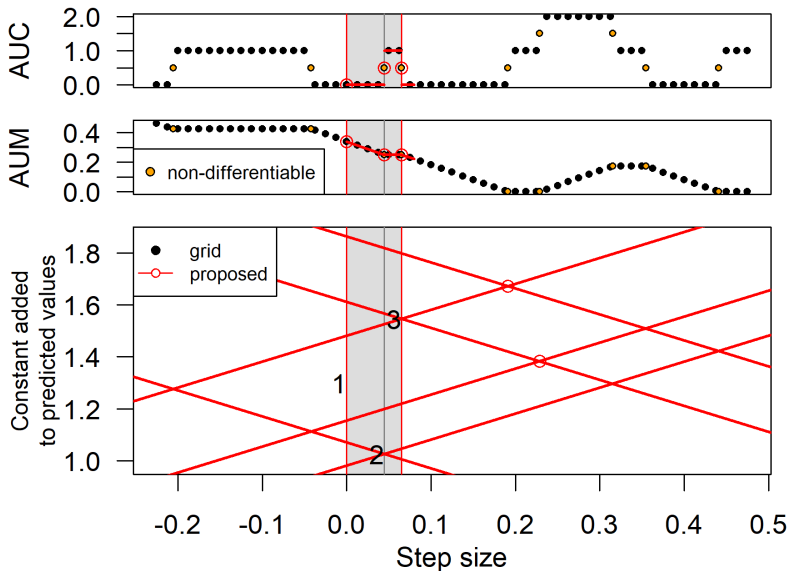 AUC
2.0
1.0
0.0
AUM
0.4
0.2
0.0
non-differentiable
Constant added
to predicted values
1.8
1.6
1.4
1.2
1.0
grid
proposed
3
1
2
-0.2 -0.1 0.0 0.1 0.2 0.3 0.4 0.5
Step size